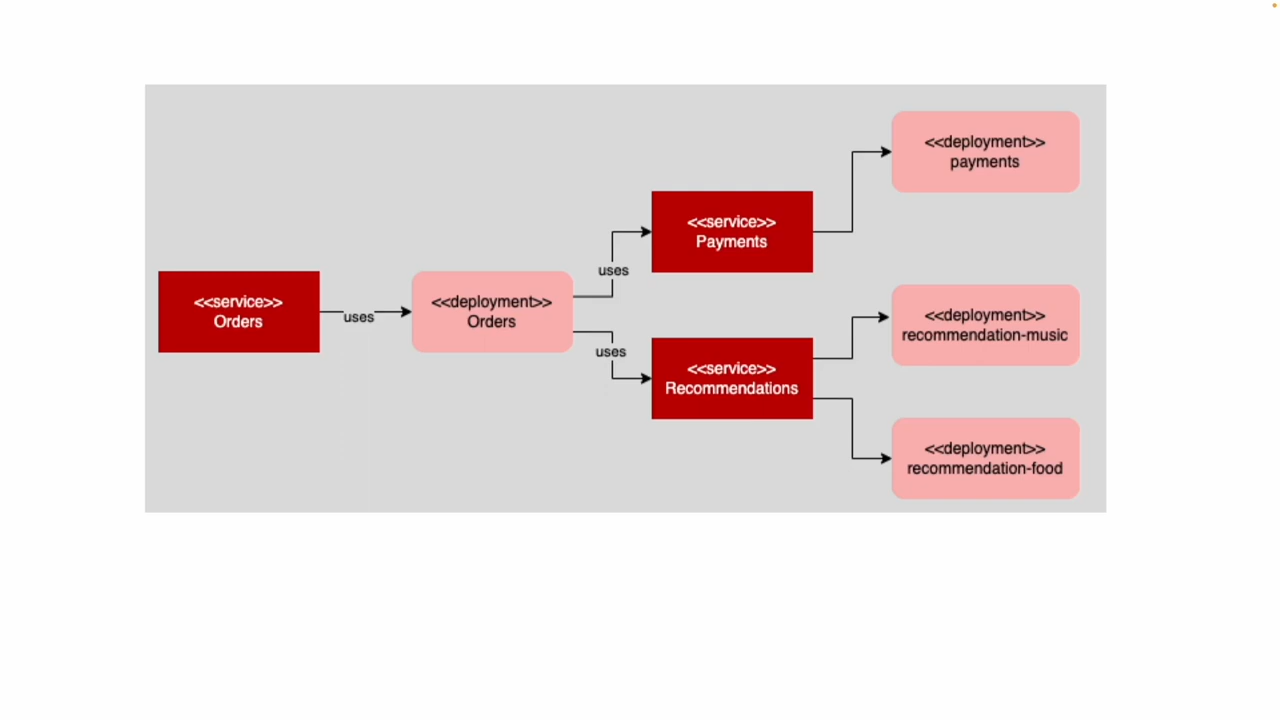 <<service>>
Orders
uses
<<deployment>>
Orders
uses
uses
<<service>>
Payments
<<service>>
Recommendations
<<deployment>>
payments
<<deployment>>
recommendation-music
<<deployment>>
recommendation-food